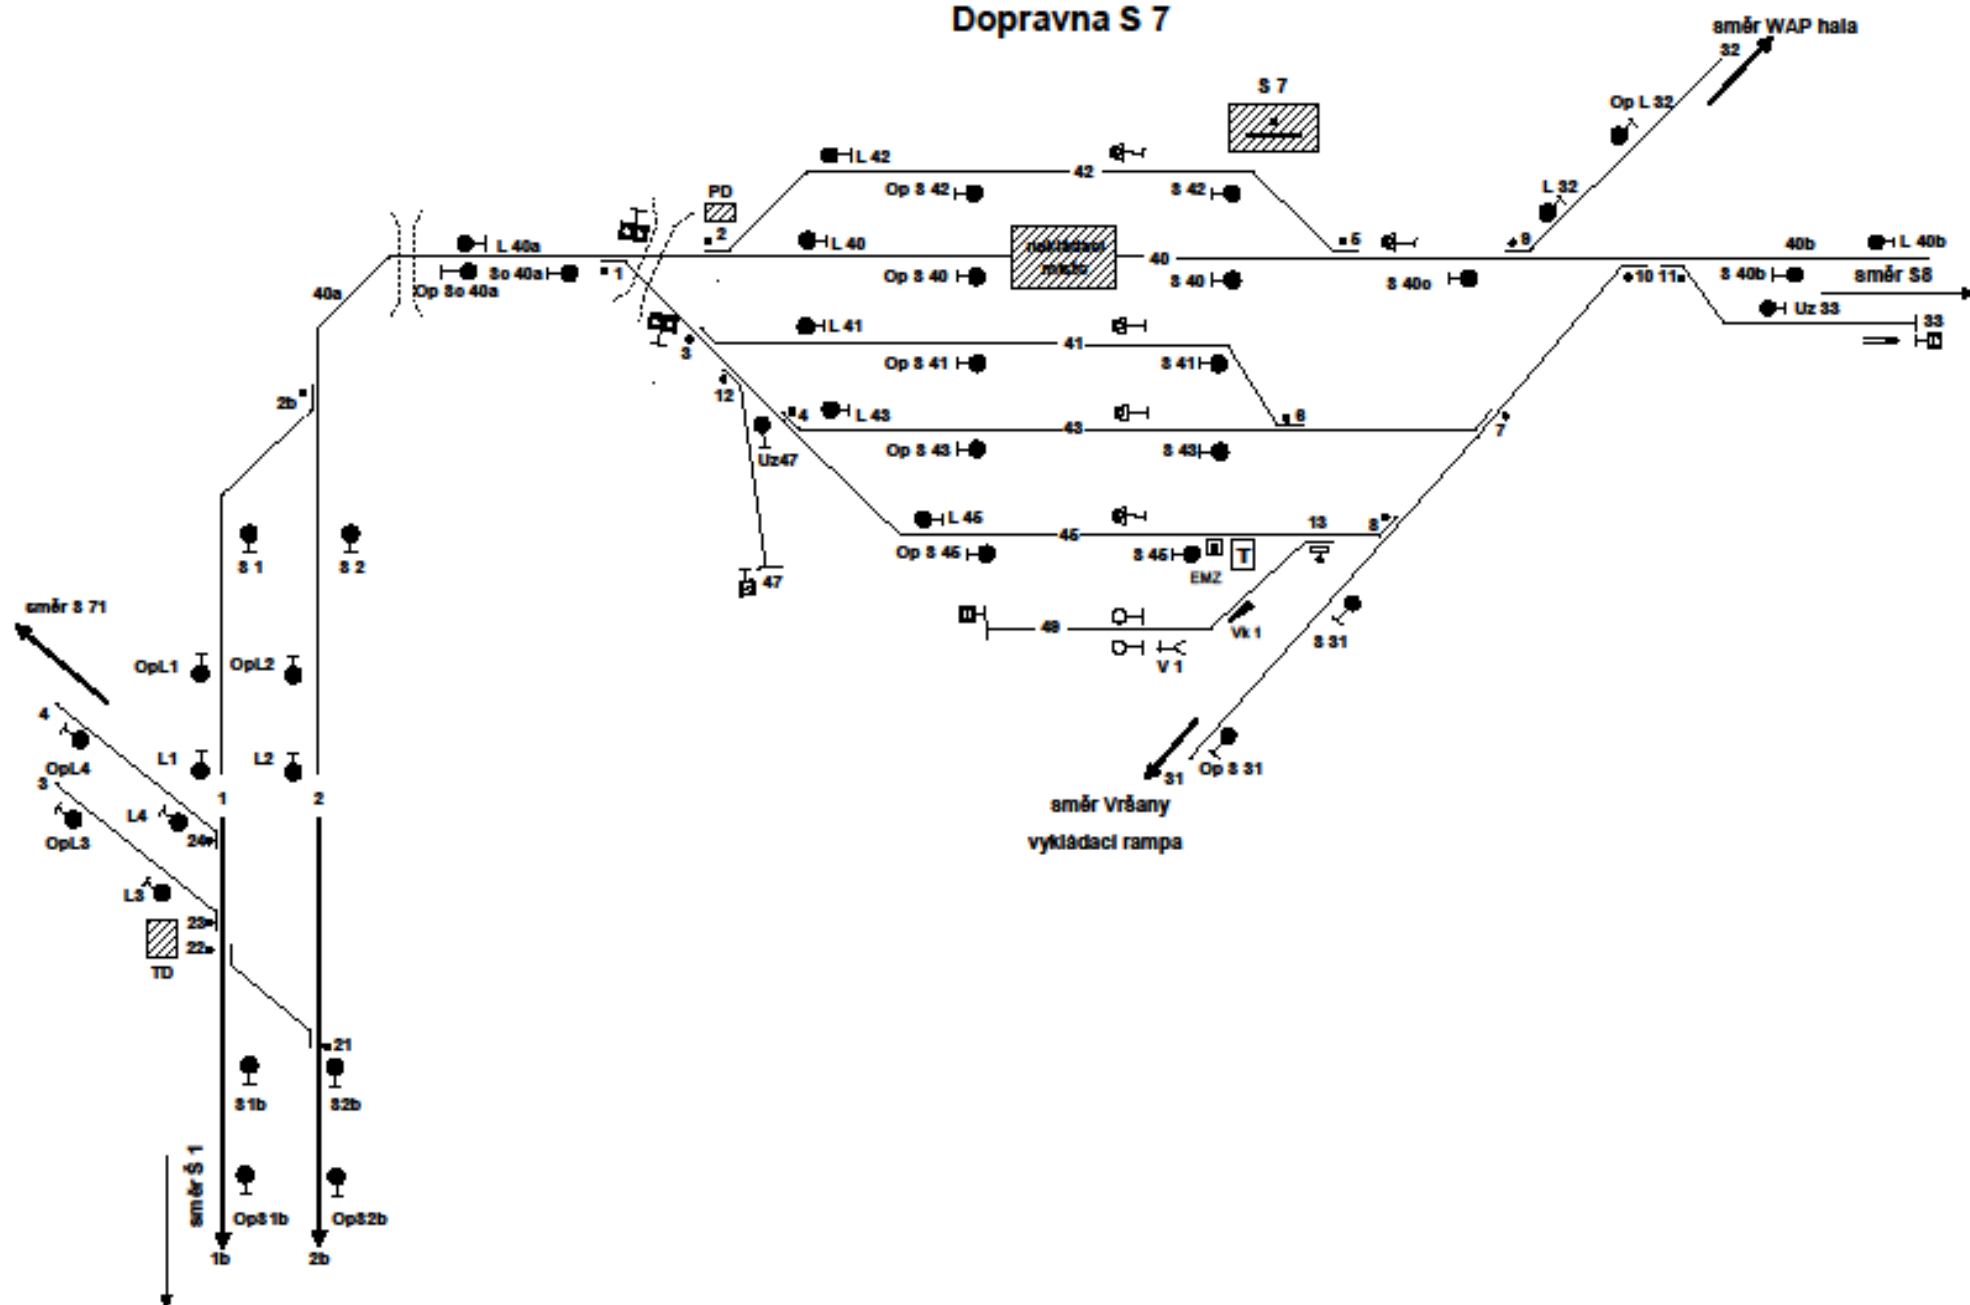 Dopravna S 7
směr WAP hala
32
S 7
Op L 32
L 42
42
Op S 42
S 42
L 32
PD
2
L 40a
L 40
nakládací
místo
40
5
9
40b
L 40b
40a
Op So 40a
So 40a
1
Op S 40
S 40
S 40o
10 11
S 40b
směr S8
Uz 33
33
L 41
41
3
Op S 41
S 41
2b
12
4
L 43
43
6
7
Uz47
Op S 43
S 43
L 45
45
13
8
S 1
S 2
Op S 45
S 45
T
EMZ
47
směr S 71
49
Vk 1
S 31
V 1
OpL1
OpL2
4
OpL4
L1
L2
31
Op S 31
3
1
2
směr Vršany
vykládací rampa
L4
OpL3
24
L3
23
22
TD
21
S1b
S2b
směr Š 1
OpS1b
OpS2b
1b
2b